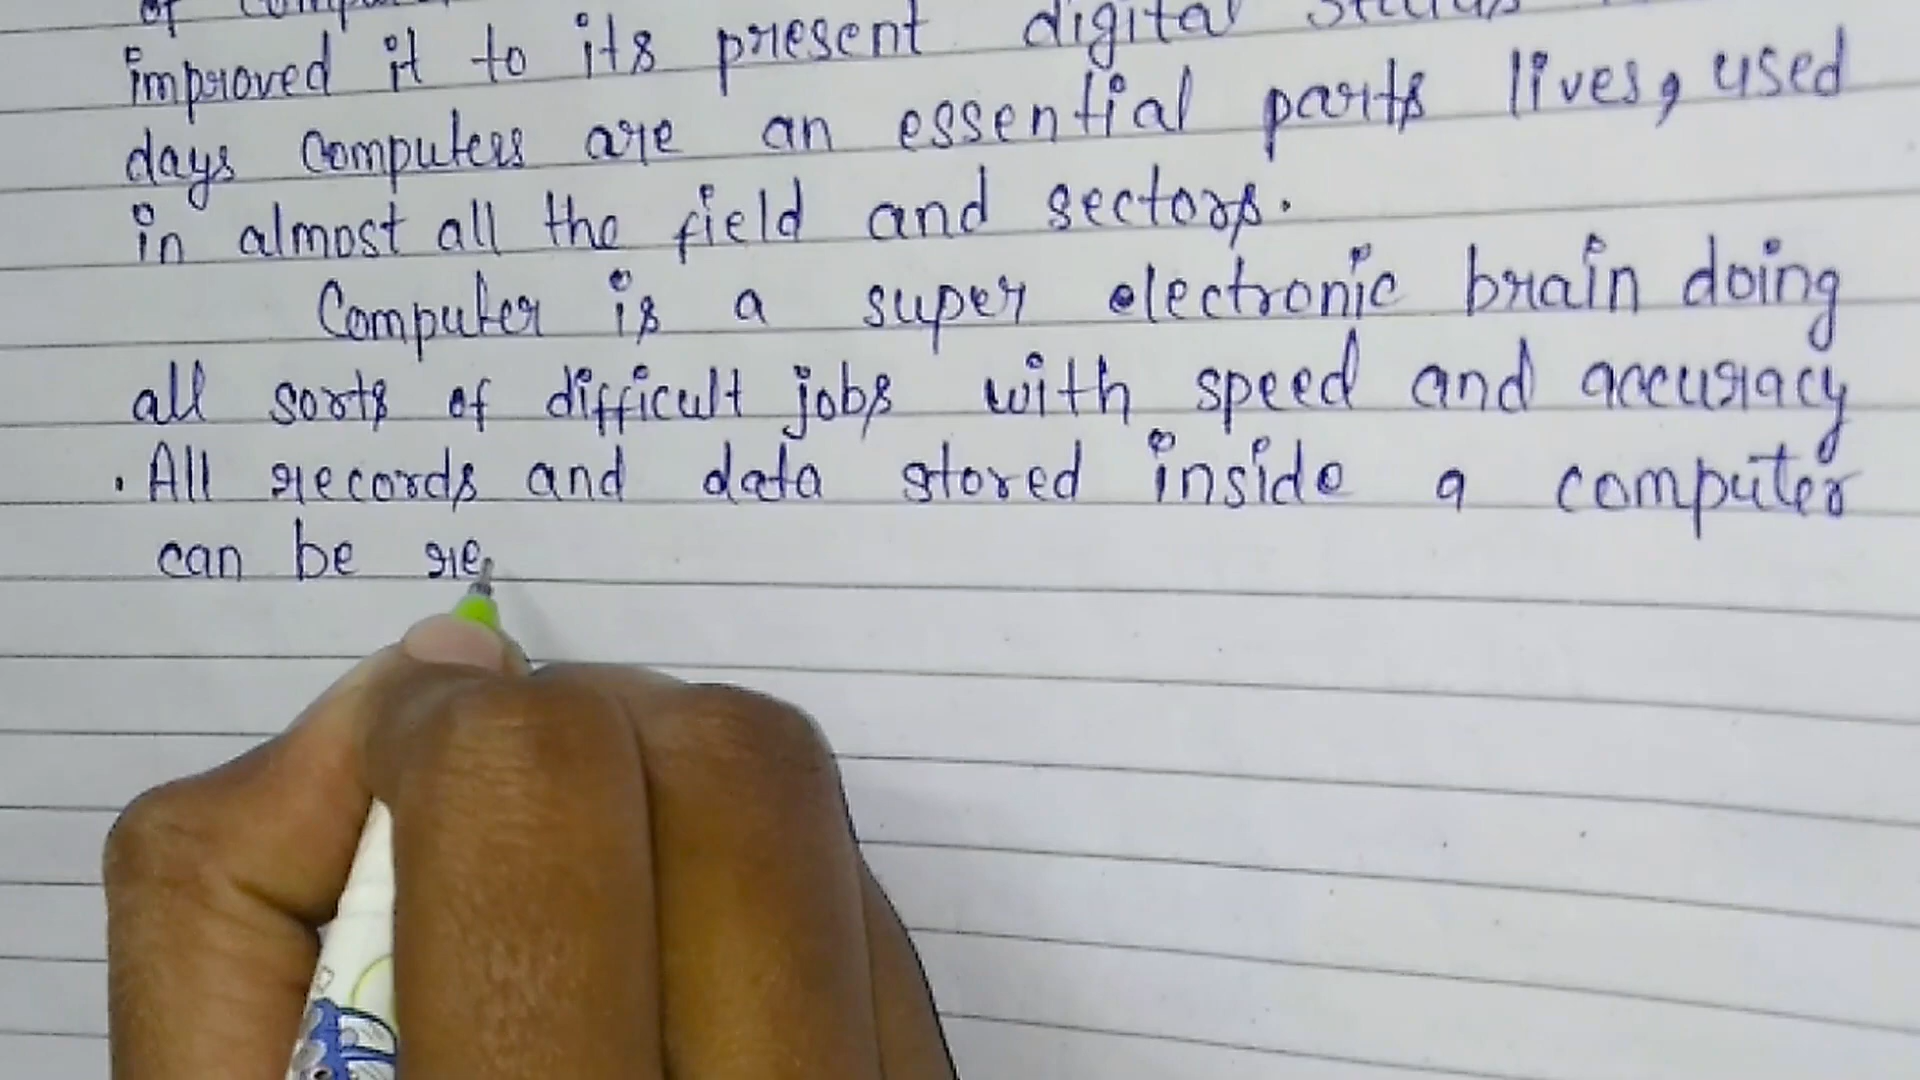 of
improved it to its present digital
days computers are an essential parts lives, used
in almost all the field and sectors.
Computer is a super electronic brain doing
all sorts of difficult jobs with speed and accuracy
. All records and data stored inside a computer
can be re